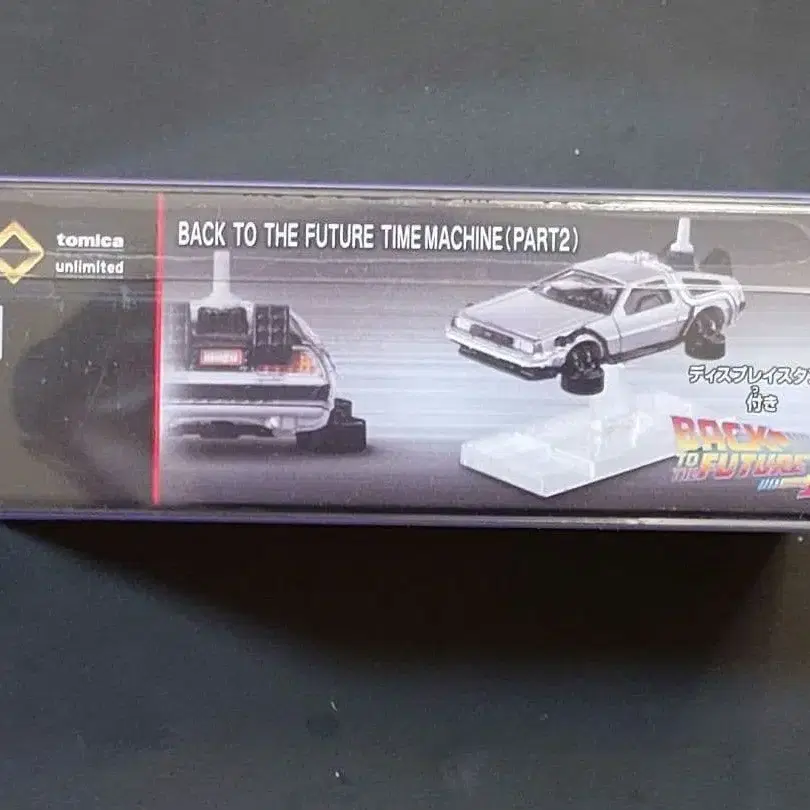 tomica
unlimited
BACK TO THE FUTURE TIME MACHINE (PART2)
ディスプレイスタ
付き
つ
BACK
TO
THE FUTURE